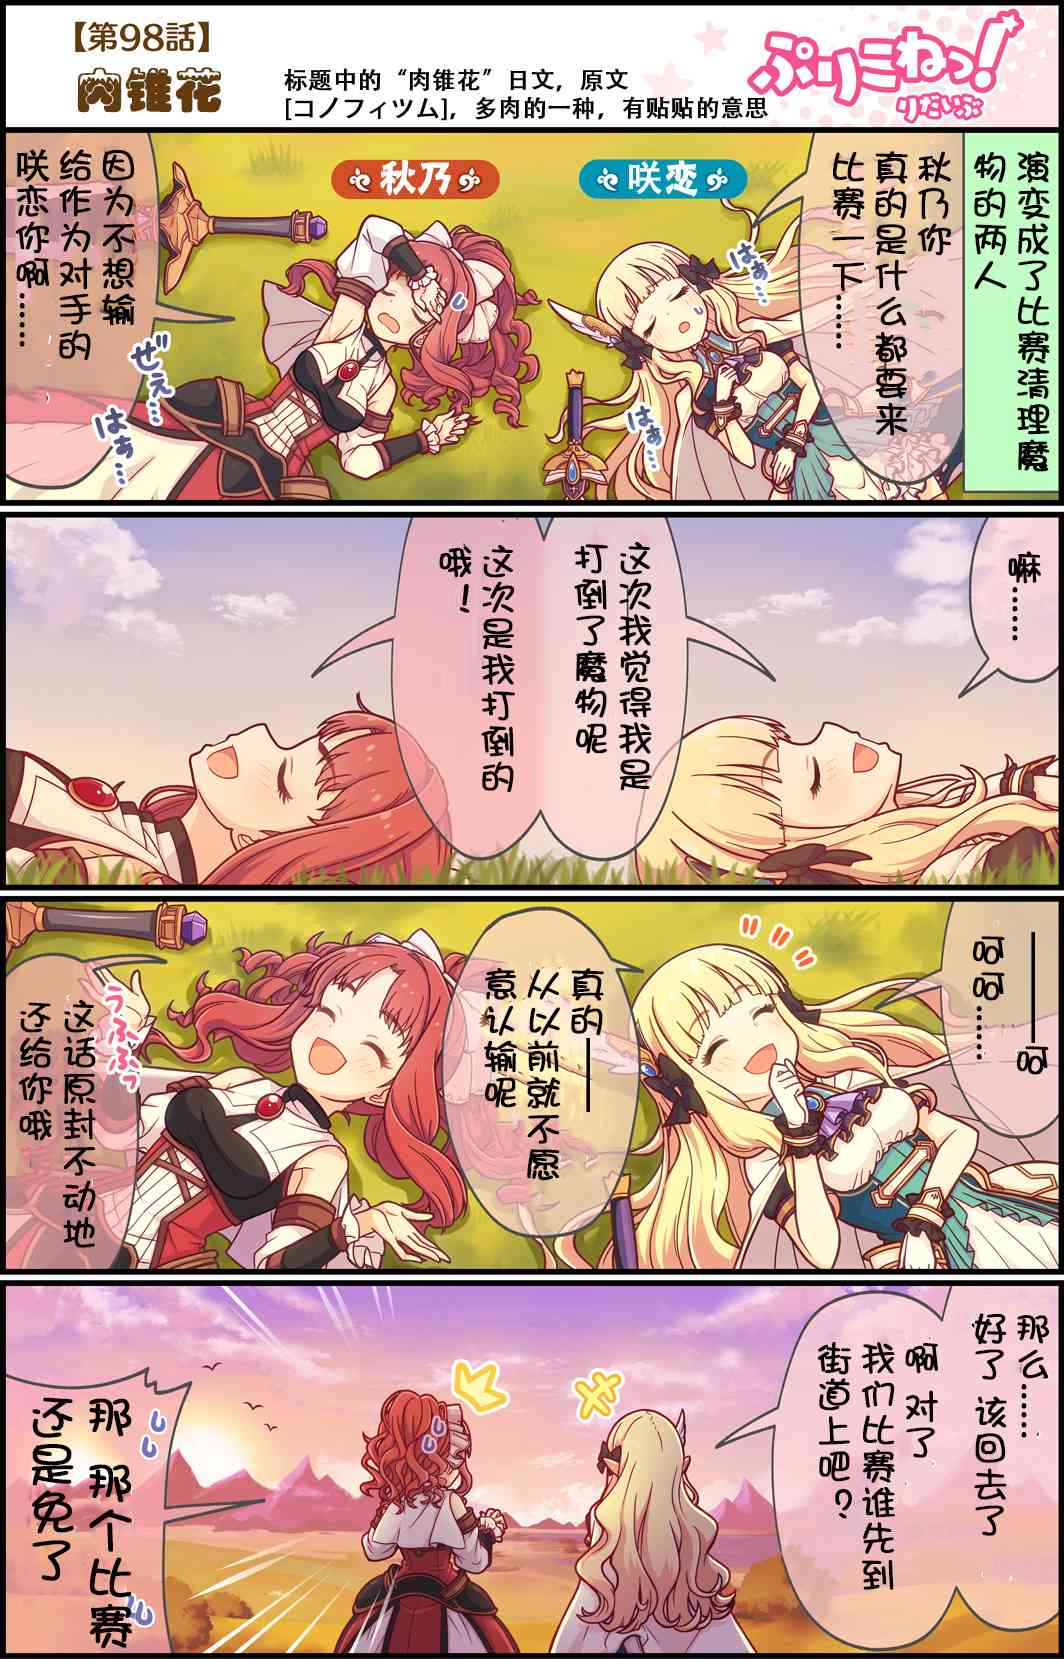 【第98話】
肉锥花
标题中的“肉锥花”日文，原文
[コノフィツム]，多肉的一种，有贴贴的意思
ぷりこねっ!
りだいぶ
演变成了比赛清理魔
物的两人
秋乃你
真的是什么都要来
比赛一下……
咲恋
秋乃
因为不想输
给作为对手的
咲恋你啊……
はぁ…
はぁ…
ぜぇ…
はぁ…
嘛……
这次我觉得我是
打倒了魔物呢
这次是我打倒的
哦！
——呵
呵呵……
真的——
从以前就不愿
意认输呢
うふふっ
这话原封不动地
还给你哦
那么……
好了 该回去了
啊 对了
我们比赛谁先到
街道上吧？
那 那个比赛
还是免了